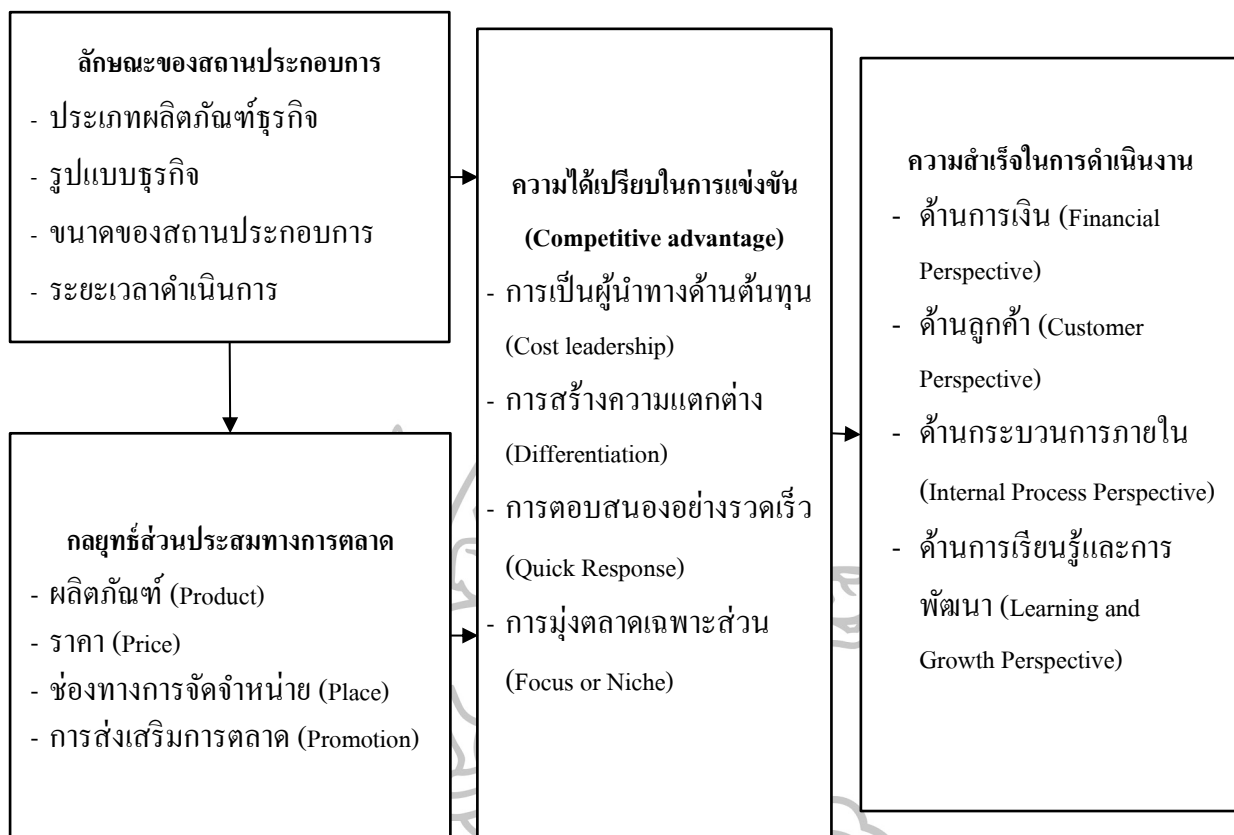 ลักษณะของสถานประกอบการ
- ประเภทผลิตภัณฑ์ธุรกิจ
- รูปแบบธุรกิจ
- ขนาดของสถานประกอบการ
- ระยะเวลาดำเนินการ
กลยุทธ์ส่วนประสมทางการตลาด
- ผลิตภัณฑ์ (Product)
- ราคา (Price)
- ช่องทางการจัดจำหน่าย (Place)
- การส่งเสริมการตลาด (Promotion)
ความได้เปรียบในการแข่งขัน
(Competitive advantage)
- การเป็นผู้นำทางด้านต้นทุน
(Cost leadership)
- การสร้างความแตกต่าง
(Differentiation)
- การตอบสนองอย่างรวดเร็ว
(Quick Response)
- การมุ่งตลาดเฉพาะส่วน
(Focus or Niche)
ความสำเร็จในการดำเนินงาน
- ด้านการเงิน (Financial
Perspective)
- ด้านลูกค้า (Customer
Perspective)
- ด้านกระบวนการภายใน
(Internal Process Perspective)
- ด้านการเรียนรู้และการ
พัฒนา (Learning and
Growth Perspective)